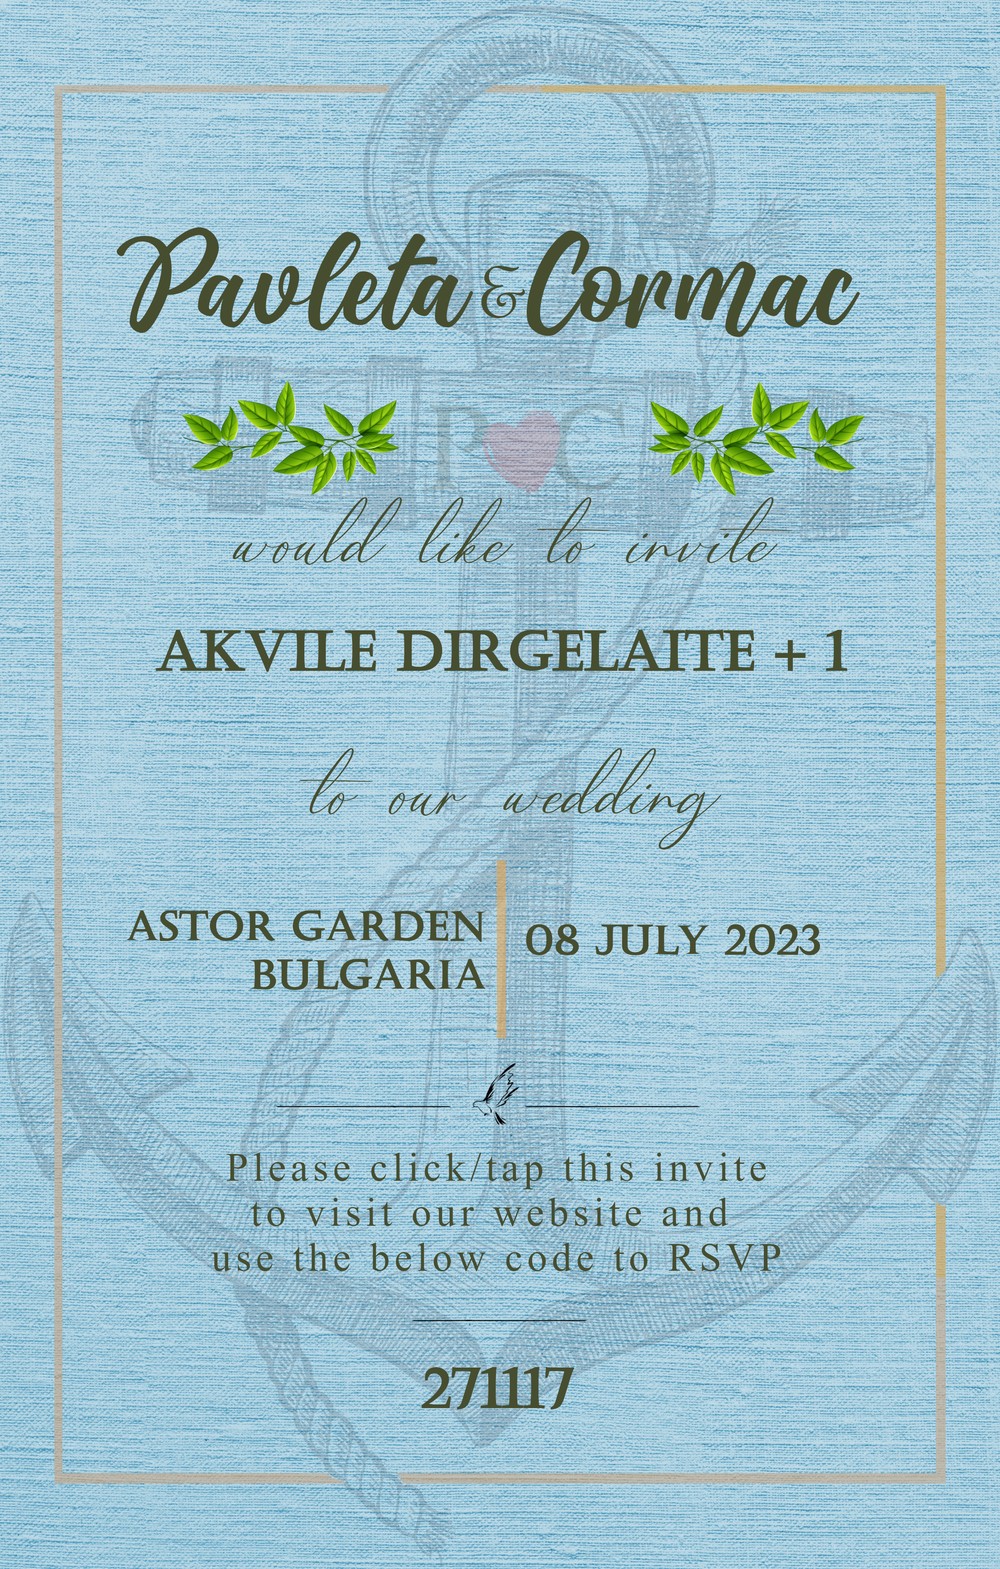 Pavleta & Cormac
P C
would like to invite
AKVILE DIRGELAITE + 1
to our wedding
ASTOR GARDEN
BULGARIA
08 JULY 2023
Please click/tap this invite
to visit our website and
use the below code to RSVP
271117